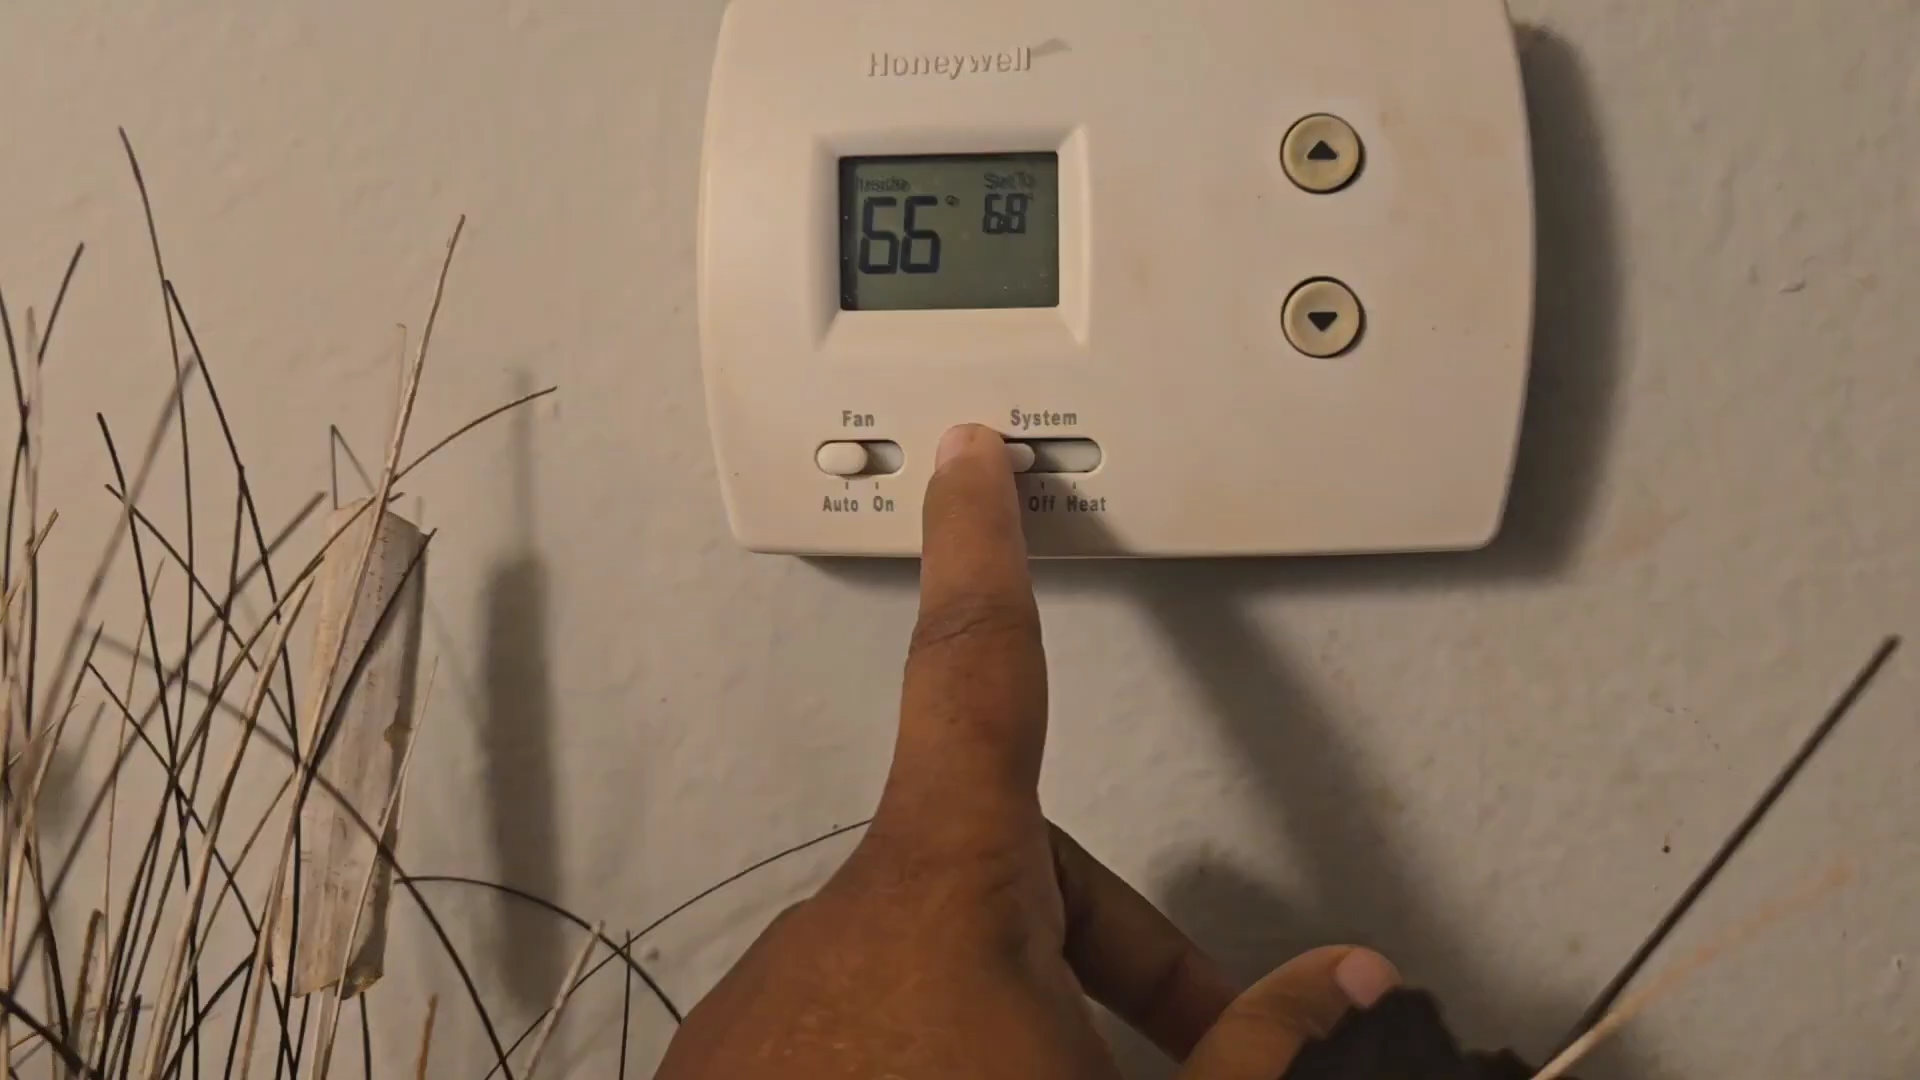 Honeywell
Inside Set To
66° 68°
Fan System
Auto On Off Heat